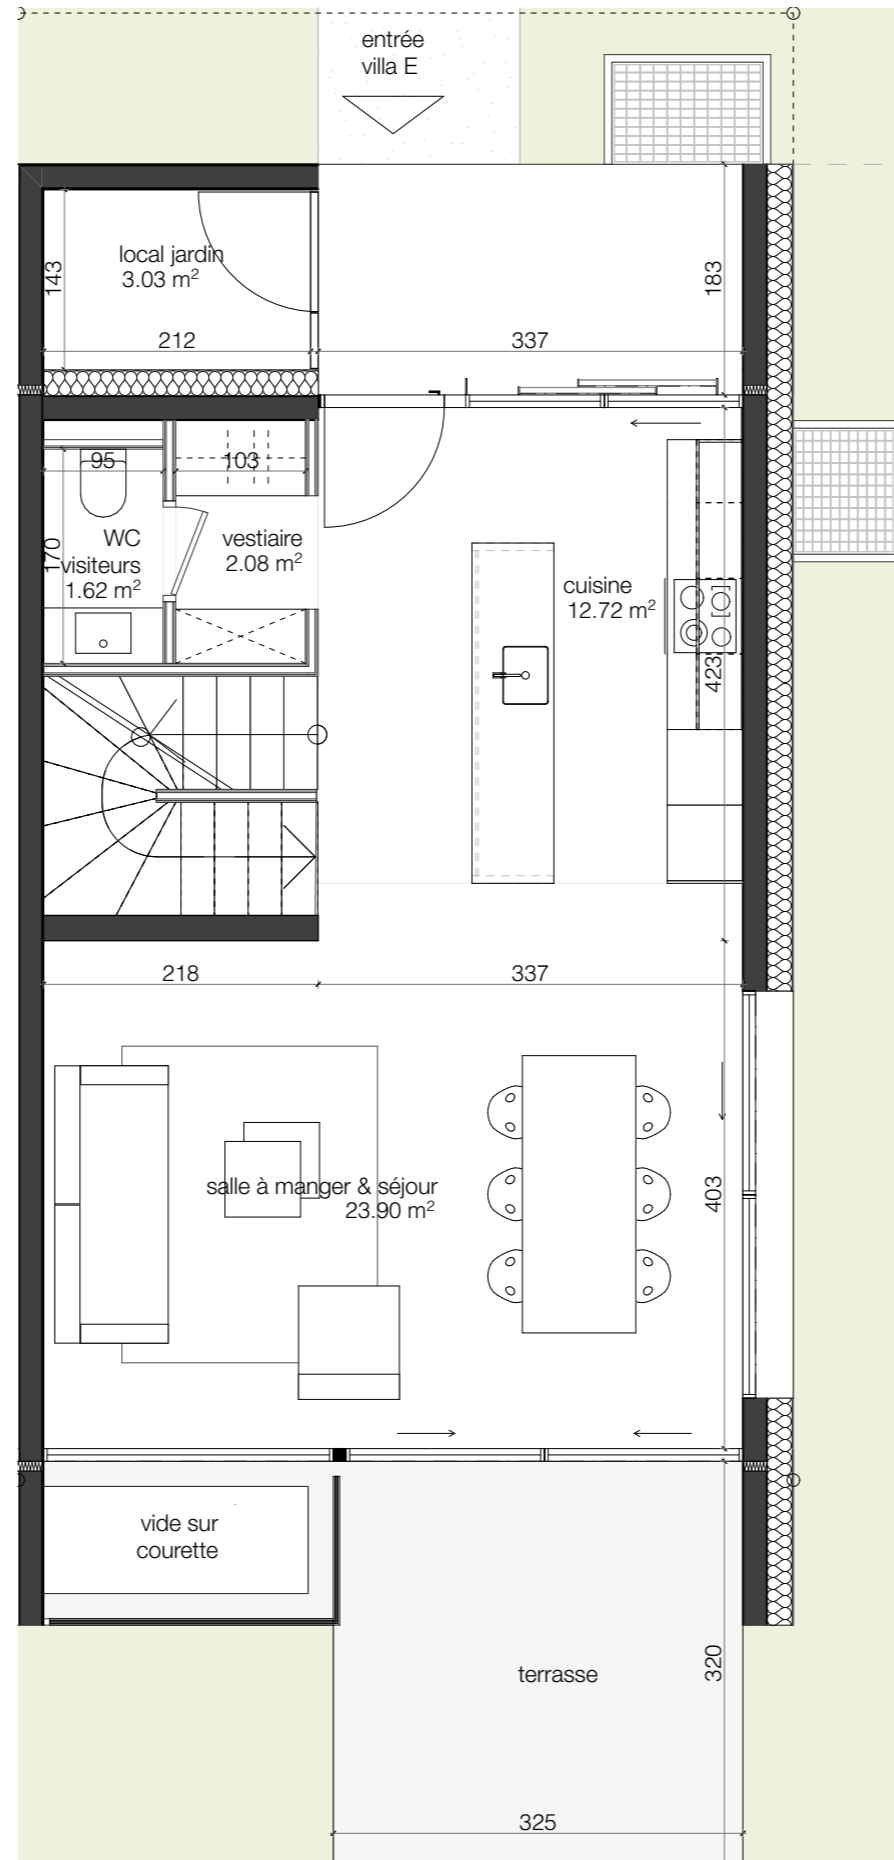 entrée
villa E
local jardin
3.03 m²
143
183
212
337
95
103
170
WC
visiteurs
1.62 m²
vestiaire
2.08 m²
cuisine
12.72 m²
423
218
337
salle à manger & séjour
23.90 m²
403
vide sur
courette
terrasse
320
325